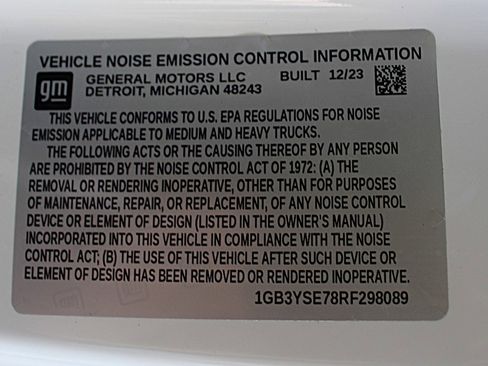 VEHICLE NOISE EMISSION CONTROL INFORMATION
gm GENERAL MOTORS LLC BUILT 12/23
DETROIT, MICHIGAN 48243
THIS VEHICLE CONFORMS TO U.S. EPA REGULATIONS FOR NOISE
EMISSION APPLICABLE TO MEDIUM AND HEAVY TRUCKS.
THE FOLLOWING ACTS OR THE CAUSING THEREOF BY ANY PERSON
ARE PROHIBITED BY THE NOISE CONTROL ACT OF 1972: (A) THE
REMOVAL OR RENDERING INOPERATIVE, OTHER THAN FOR PURPOSES
OF MAINTENANCE, REPAIR, OR REPLACEMENT, OF ANY NOISE CONTROL
DEVICE OR ELEMENT OF DESIGN (LISTED IN THE OWNER'S MANUAL)
INCORPORATED INTO THIS VEHICLE IN COMPLIANCE WITH THE NOISE
CONTROL ACT; (B) THE USE OF THIS VEHICLE AFTER SUCH DEVICE OR
ELEMENT OF DESIGN HAS BEEN REMOVED OR RENDERED INOPERATIVE.
1GB3YSE78RF298089